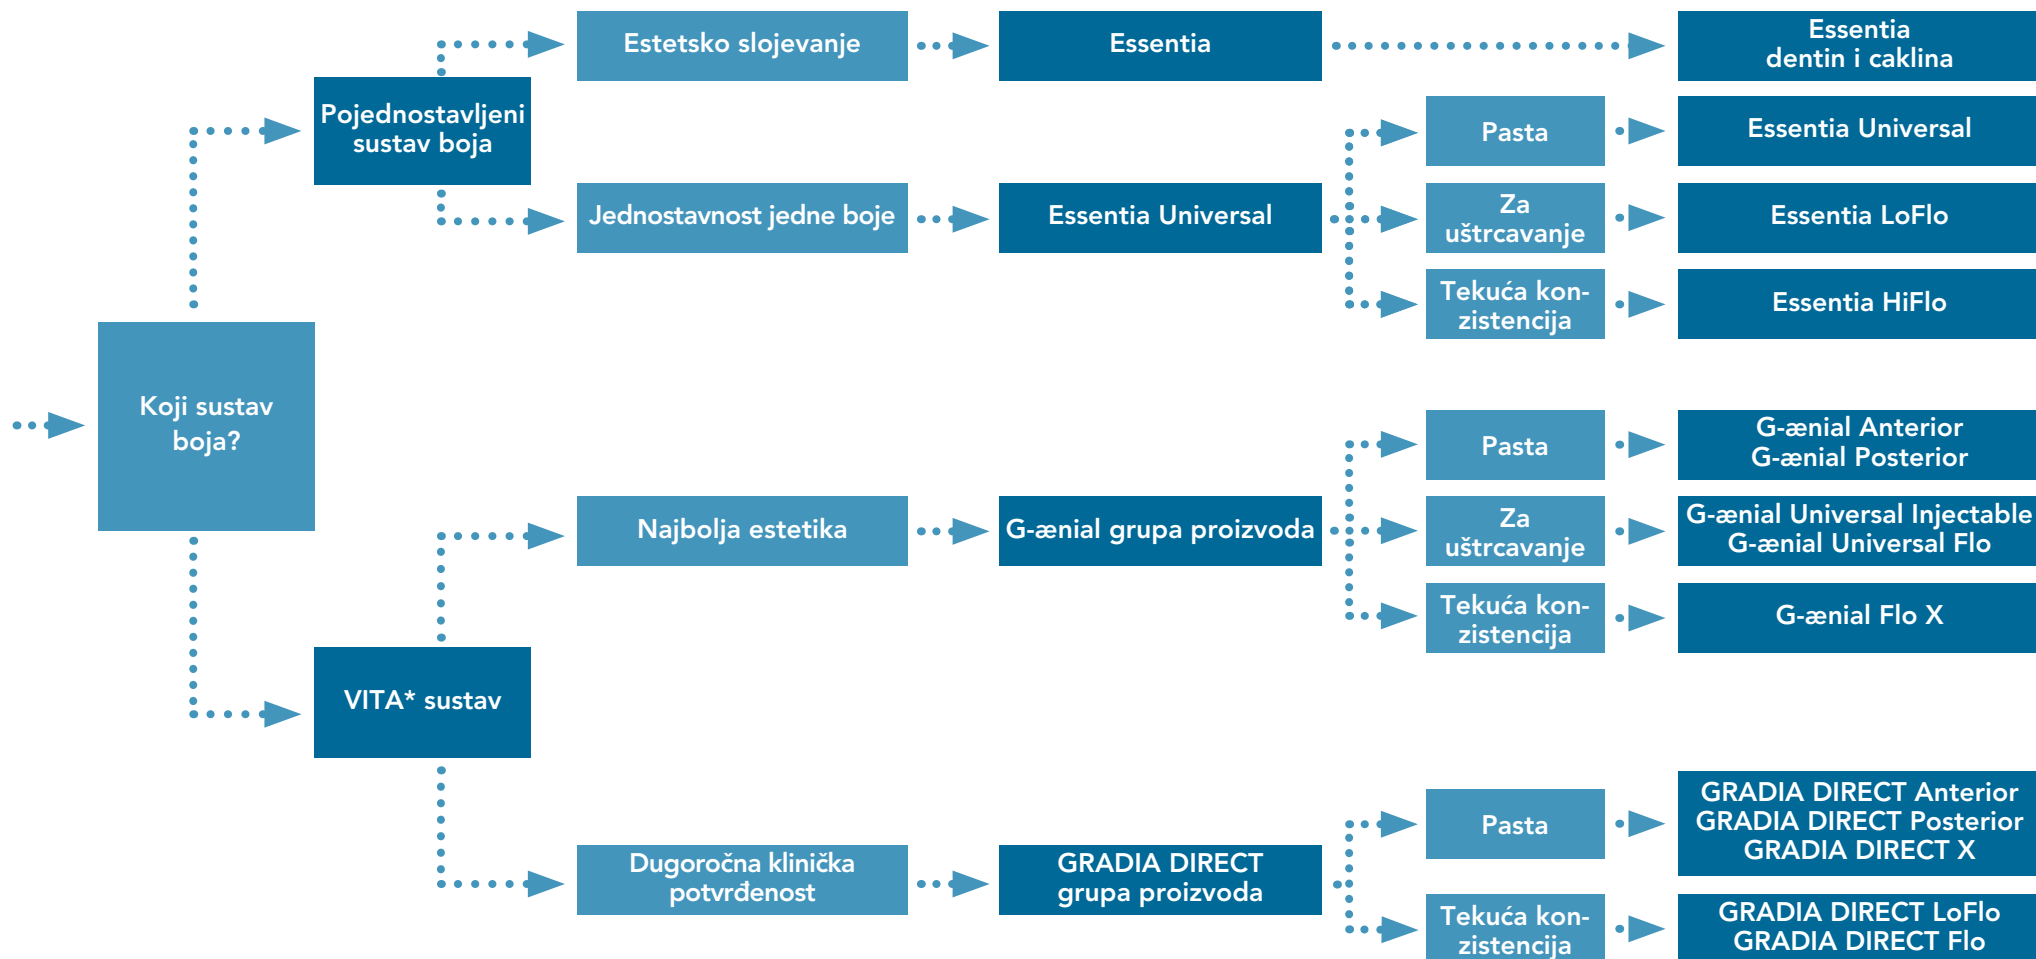 Koji sustav
boja?
Pojednostavljeni
sustav boja
Estetsko slojevanje
Essentia
Essentia
dentin i caklina
Jednostavnost jedne boje
Essentia Universal
Pasta
Essentia Universal
Za
uštrcavanje
Essentia LoFlo
Tekuća kon-
zistencija
Essentia HiFlo
VITA* sustav
Najbolja estetika
G-ænial grupa proizvoda
Pasta
G-ænial Anterior
G-ænial Posterior
Za
uštrcavanje
G-ænial Universal Injectable
G-ænial Universal Flo
Tekuća kon-
zistencija
G-ænial Flo X
Dugoročna klinička
potvrđenost
GRADIA DIRECT
grupa proizvoda
Pasta
GRADIA DIRECT Anterior
GRADIA DIRECT Posterior
GRADIA DIRECT X
Tekuća kon-
zistencija
GRADIA DIRECT LoFlo
GRADIA DIRECT Flo